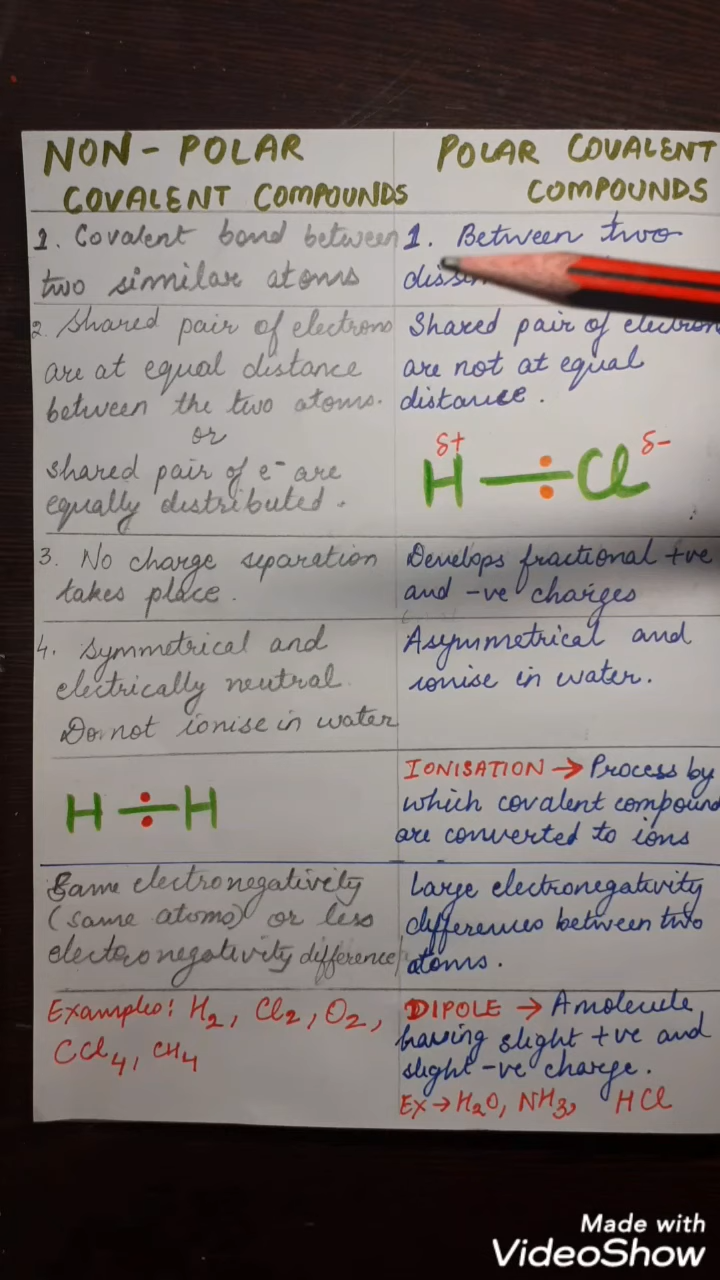 NON-POLAR
COVALENT COMPOUNDS
1. Covalent bond between
two similar atoms
2. Shared pair of electrons
are at equal distance
between the two atoms.
or
shared pair of e- are
equally distributed.
3. No charge separation
takes place.
4. Symmetrical and
electrically neutral.
Do not ionise in water
H ÷ H
Same electronegativity
(same atoms) or less
electronegativity difference
Examples: H2, Cl2, O2,
CCl4, CH4
POLAR COVALENT
COMPOUNDS
1. Between two
Shared pair of electron
are not at equal
distance.
δ+ δ-
H — : Cl
Develops fractional +ve
and -ve charges
Asymmetrical and
ionise in water.
IONISATION → Process by
which covalent compound
are converted to ions
Large electronegativity
differences between two
atoms.
DIPOLE → A molecule
having slight +ve and
slight -ve charge.
EX → H2O, NH3, HCl
Made with
VideoShow